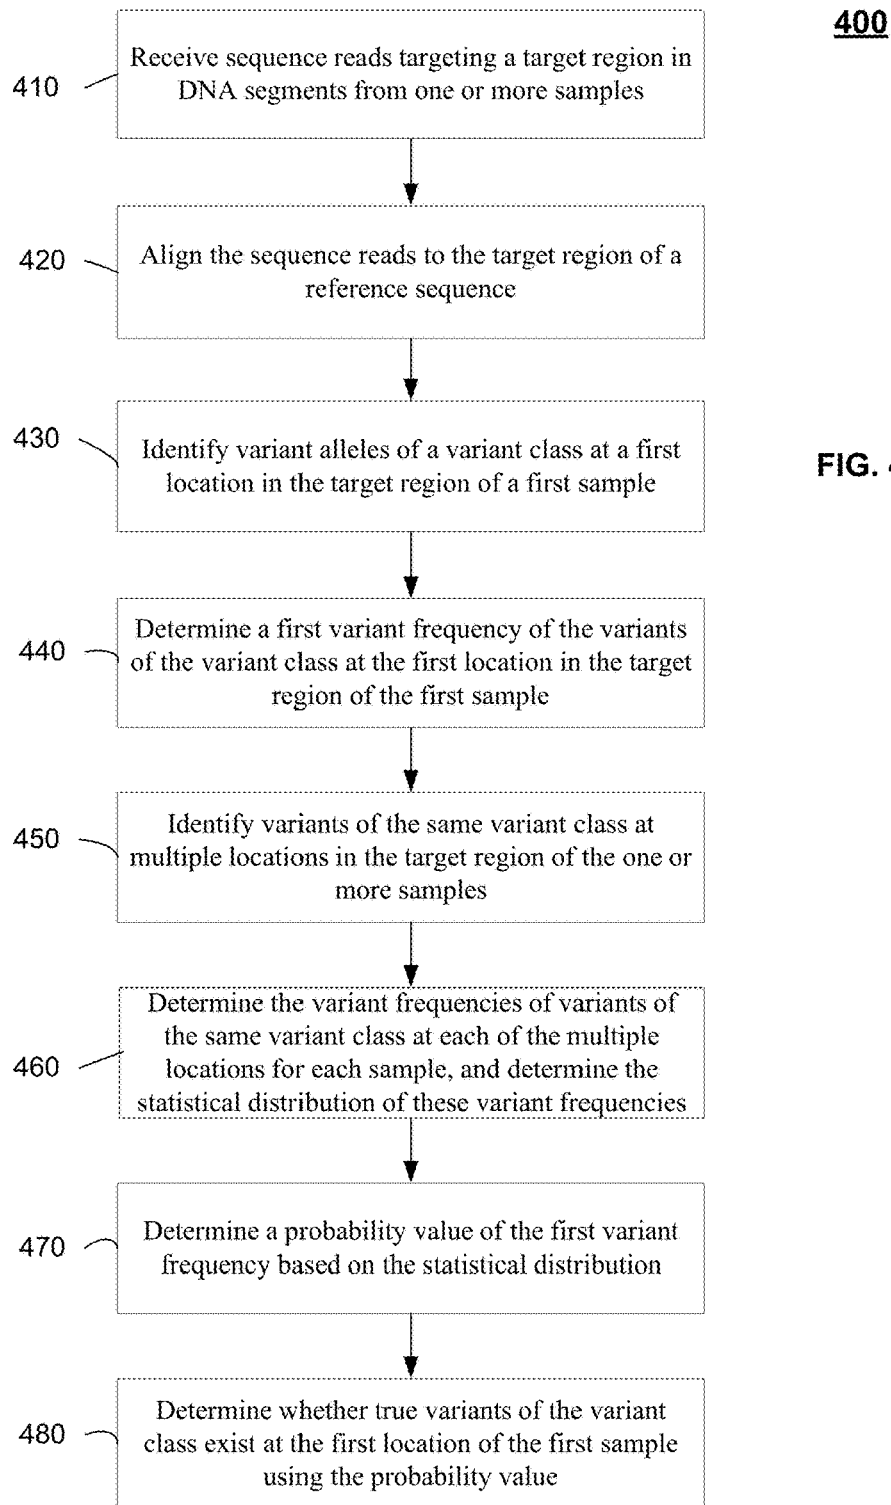 400
410
Receive sequence reads targeting a target region in
DNA segments from one or more samples
420
Align the sequence reads to the target region of a
reference sequence
430
Identify variant alleles of a variant class at a first
location in the target region of a first sample
FIG. 4
440
Determine a first variant frequency of the variants
of the variant class at the first location in the target
region of the first sample
450
Identify variants of the same variant class at
multiple locations in the target region of the one or
more samples
460
Determine the variant frequencies of variants of
the same variant class at each of the multiple
locations for each sample, and determine the
statistical distribution of these variant frequencies
470
Determine a probability value of the first variant
frequency based on the statistical distribution
480
Determine whether true variants of the variant
class exist at the first location of the first sample
using the probability value